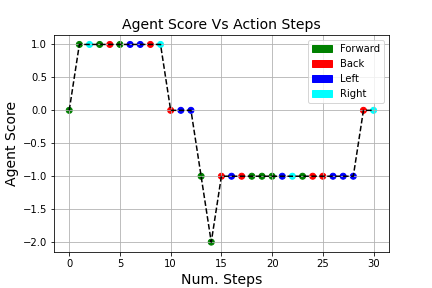 Agent Score Vs Action Steps
1.0
0.5
0.0
−0.5
−1.0
−1.5
−2.0
Agent Score
Forward
Back
Left
Right
0 5 10 15 20 25 30
Num. Steps